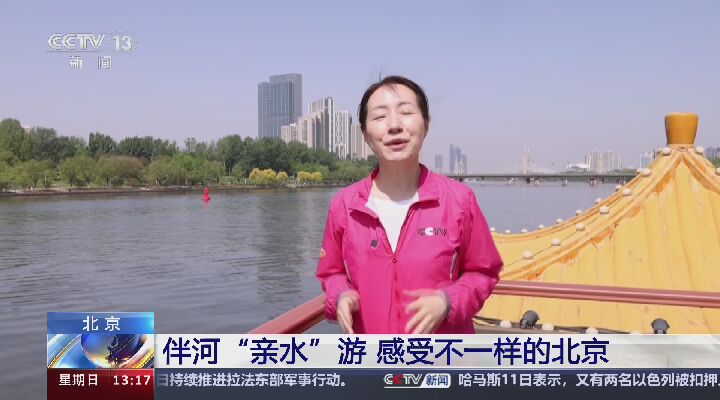 CCTV 13
新闻
CCTV
北京
伴河“亲水”游 感受不一样的北京
星期日 13:17
日持续推进拉法东部军事行动。 CCTV新闻 哈马斯11日表示，又有两名以色列被扣押